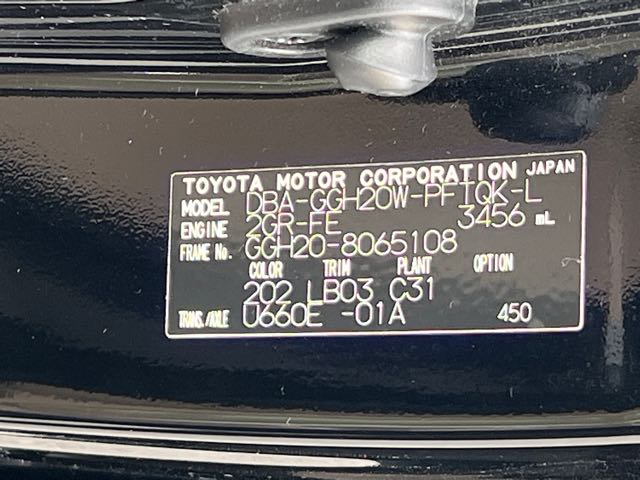 TOYOTA MOTOR CORPORATION JAPAN
MODEL DBA-GGH20W-PFTQK-L
ENGINE 2GR-FE 3456 mL
FRAME No. GGH20-8065108
COLOR TRIM PLANT OPTION
202 LB03 C31
TRANS./AXLE U660E -01A 450